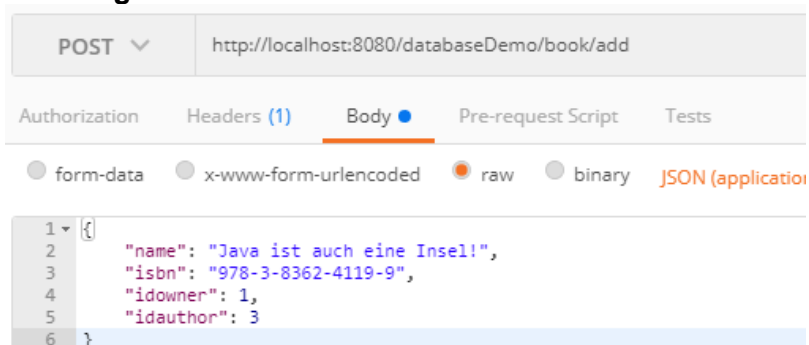 POST http://localhost:8080/databaseDemo/book/add
Authorization Headers (1) Body Pre-request Script Tests
form-data x-www-form-urlencoded raw binary JSON (application
1 {
2 "name": "Java ist auch eine Insel!",
3 "isbn": "978-3-8362-4119-9",
4 "idowner": 1,
5 "idauthor": 3
6 }